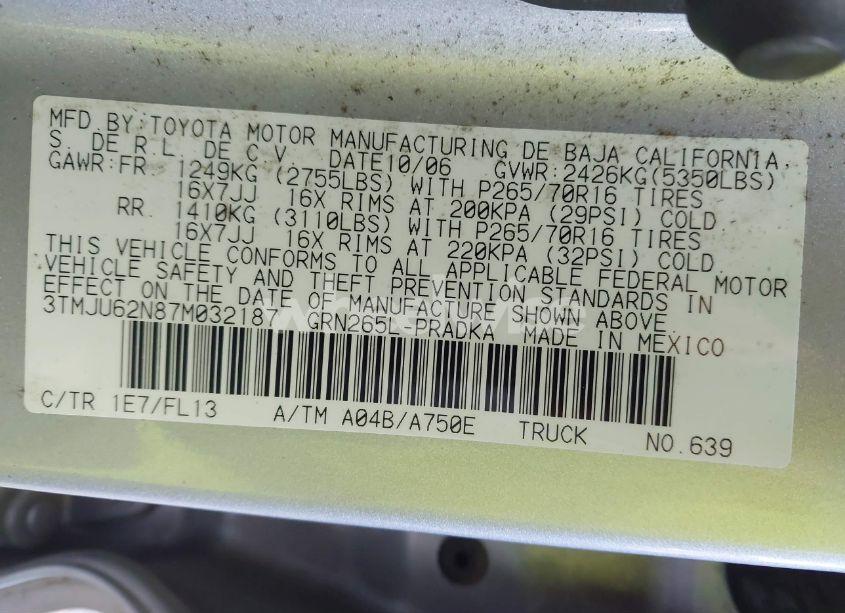 MFD. BY: TOYOTA MOTOR MANUFACTURING DE BAJA CALIFORNIA,
S. DE R.L. DE C.V. DATE10/06 GVWR:2426KG(5350LBS)
GAWR:FR. 1249KG (2755LBS) WITH P265/70R16 TIRES
16X7JJ 16X RIMS AT 200KPA (29PSI) COLD
RR. 1410KG (3110LBS) WITH P265/70R16 TIRES
16X7JJ 16X RIMS AT 220KPA (32PSI) COLD
THIS VEHICLE CONFORMS TO ALL APPLICABLE FEDERAL MOTOR
VEHICLE SAFETY AND THEFT PREVENTION STANDARDS IN
EFFECT ON THE DATE OF MANUFACTURE SHOWN ABOVE.
3TMJU62N87M032187 GRN265L-PRADKA MADE IN MEXICO
C/TR 1E7/FL13 A/TM A04B/A750E TRUCK NO.639